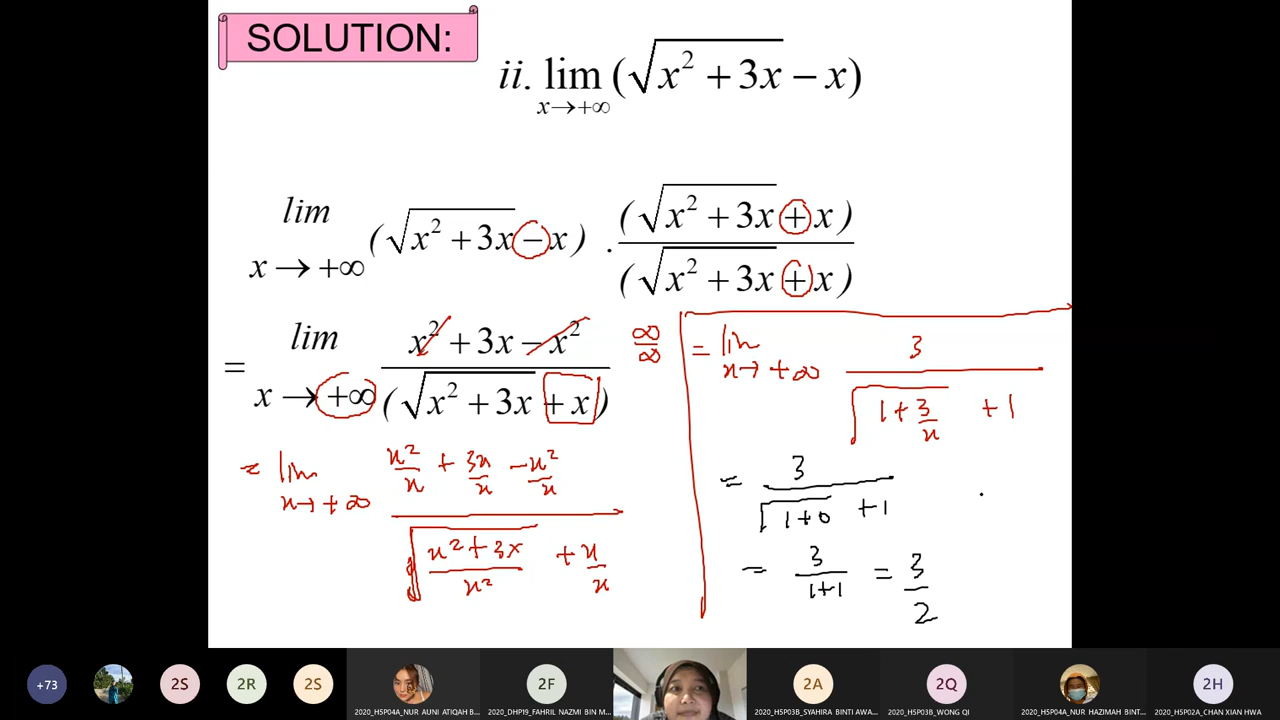 SOLUTION:
ii. lim (√(x² + 3x) − x)
x→+∞
lim (√(x² + 3x) − x) . (√(x² + 3x) + x) / (√(x² + 3x) + x)
x → +∞
= lim (x² + 3x − x²) / (√(x² + 3x) + x) ∞/∞
x → +∞
= lim (x²/x + 3x/x − x²/x) / (√((x² + 3x)/x²) + x/x)
x → +∞
= lim 3 / (√(1 + 3/x) + 1)
x → +∞
= 3 / (√(1+0) + 1)
= 3/(1+1) = 3/2
+73
2S
2R
2S
2F
2A
2Q
2H
2020_HSP04A_NUR AUNI ATIQAH B...
2020_DHP19_FAHRIL NAZMI BIN M...
2020_HSP03B_SYAHIRA BINTI AWA...
2020_HSP03B_WONG QI
2020_HSP04A_NUR HAZIMAH BINT...
2020_HSP02A_CHAN XIAN HWA